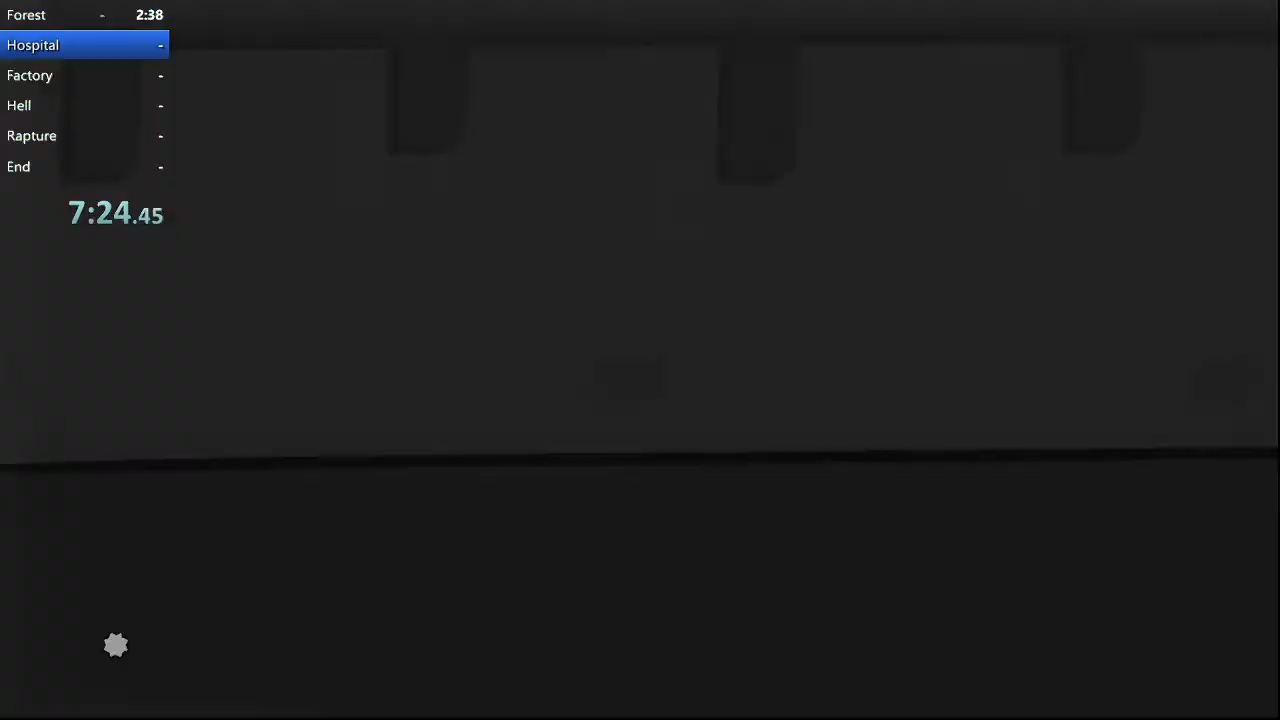 Forest - 2:38
Hospital -
Factory -
Hell -
Rapture -
End -
7:24.45